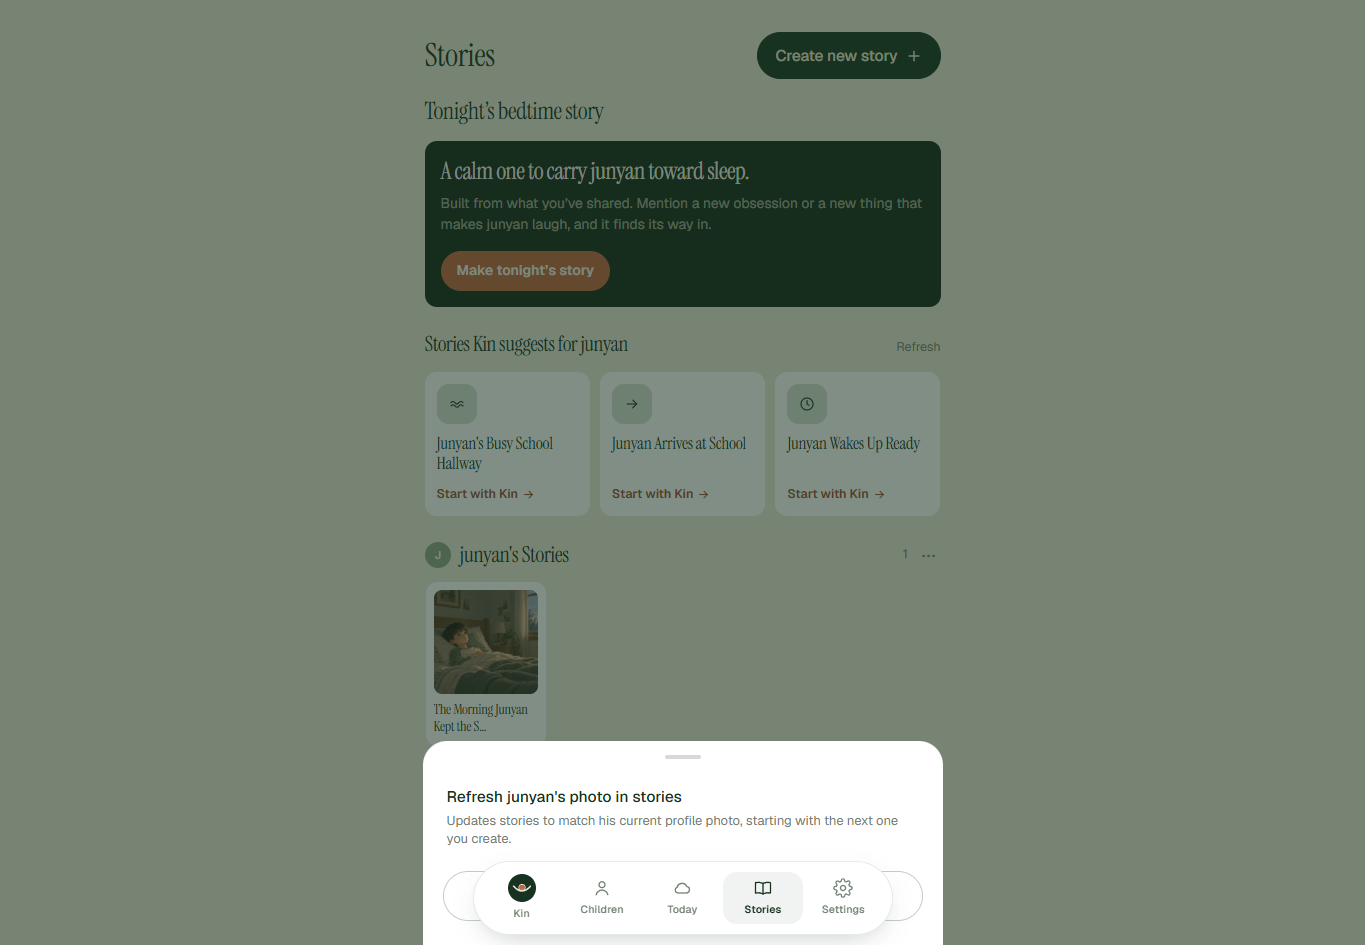 Stories
Create new story
Tonight's bedtime story
A calm one to carry junyan toward sleep.
Built from what you've shared. Mention a new obsession or a new thing that
makes junyan laugh, and it finds its way in.
Make tonight's story
Stories Kin suggests for junyan
Refresh
Junyan's Busy School
Hallway
Start with Kin →
Junyan Arrives at School
Start with Kin →
Junyan Wakes Up Ready
Start with Kin →
J
junyan's Stories
1
The Morning Junyan
Kept the S...
Refresh junyan's photo in stories
Updates stories to match his current profile photo, starting with the next one
you create.
Kin
Children
Today
Stories
Settings